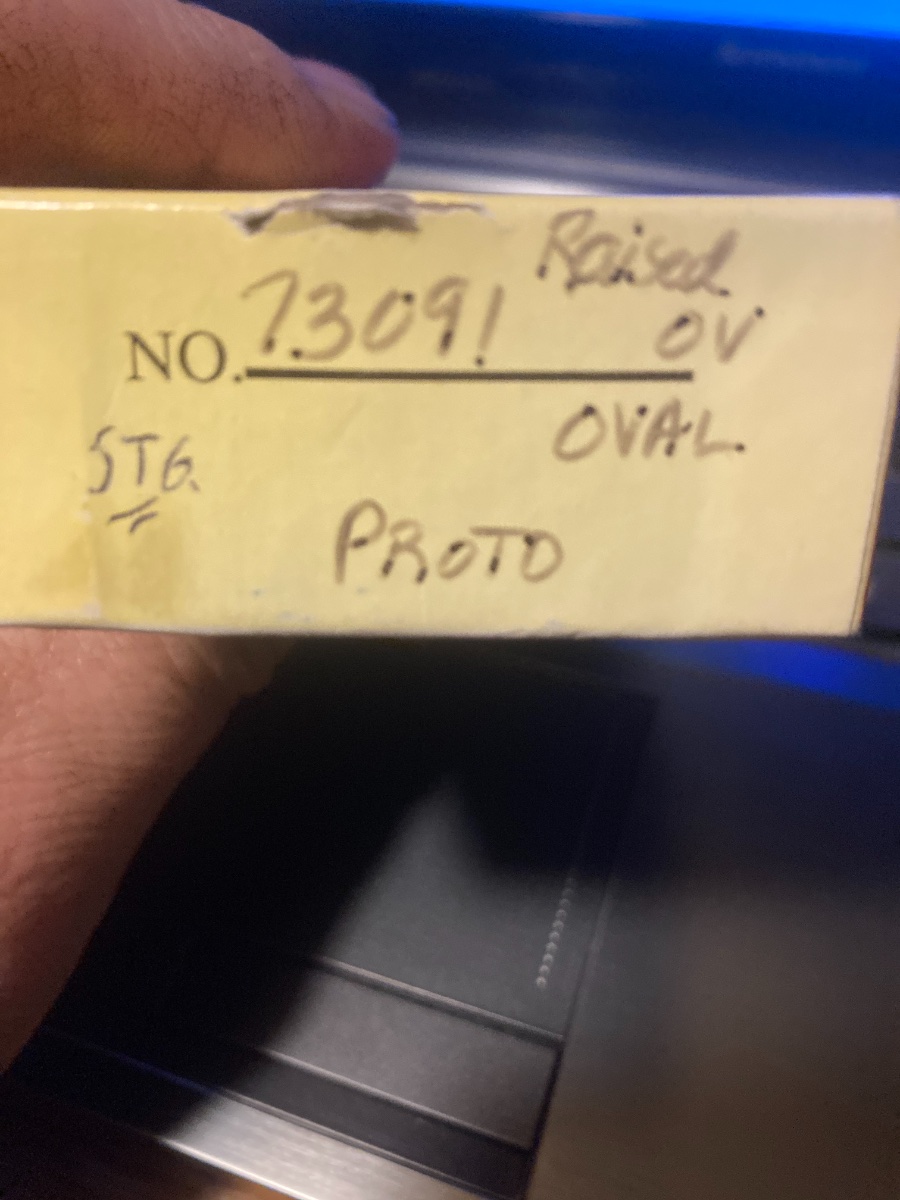 Raised
NO. 73091 OV
OVAL
STG.
PROTO